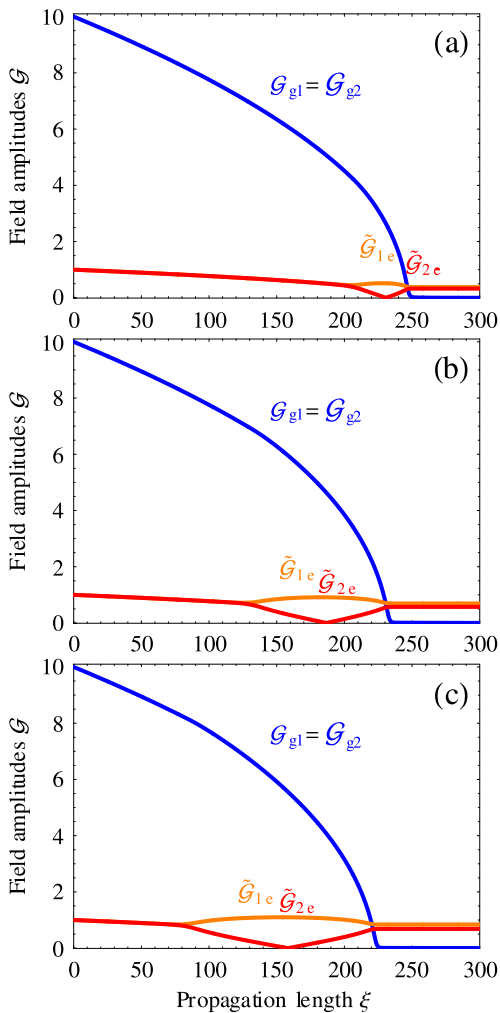 10
(a)
8
𝒢g1 = 𝒢g2
6
Field amplitudes 𝒢
4
2
𝒢̃1e 𝒢̃2e
0
0 50 100 150 200 250 300
10
(b)
8
𝒢g1 = 𝒢g2
6
Field amplitudes 𝒢
4
2
𝒢̃1e 𝒢̃2e
0
0 50 100 150 200 250 300
10
(c)
8
𝒢g1 = 𝒢g2
6
Field amplitudes 𝒢
4
2
𝒢̃1e 𝒢̃2e
0
0 50 100 150 200 250 300
Propagation length ξ